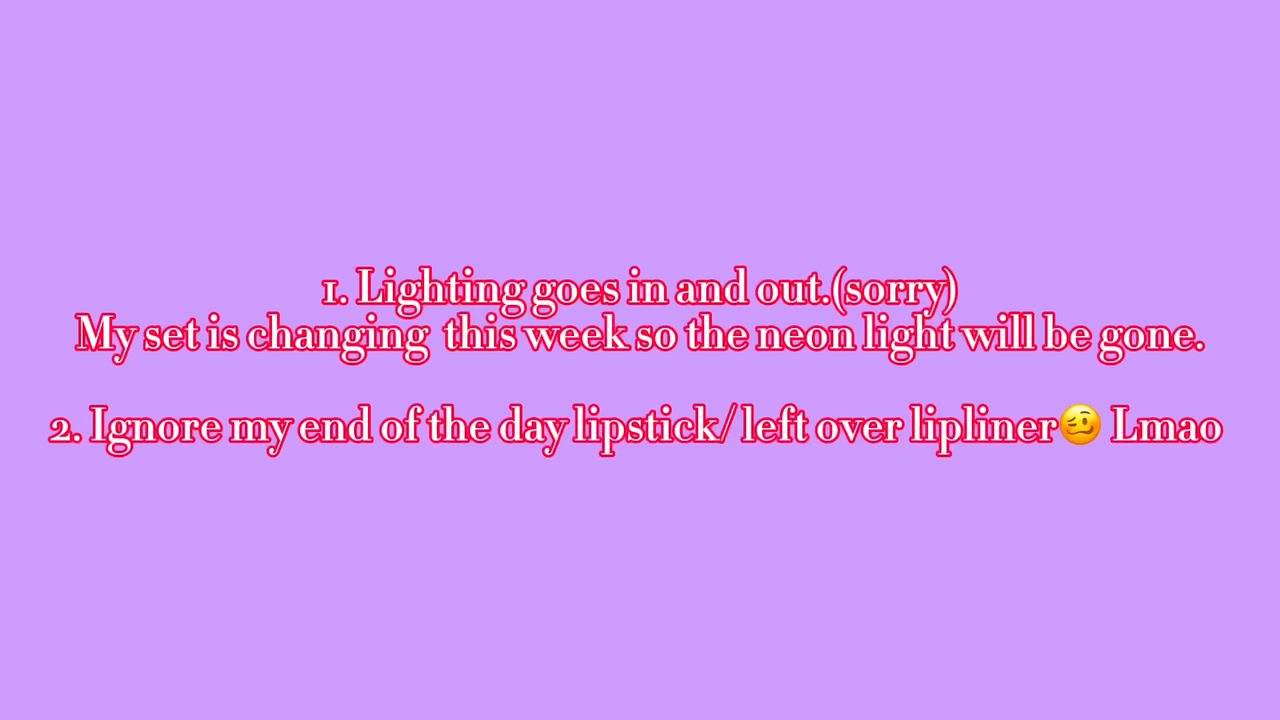 1. Lighting goes in and out.(sorry)
My set is changing  this week so the neon light will be gone.
2. Ignore my end of the day lipstick/ left over lipliner🥴 Lmao